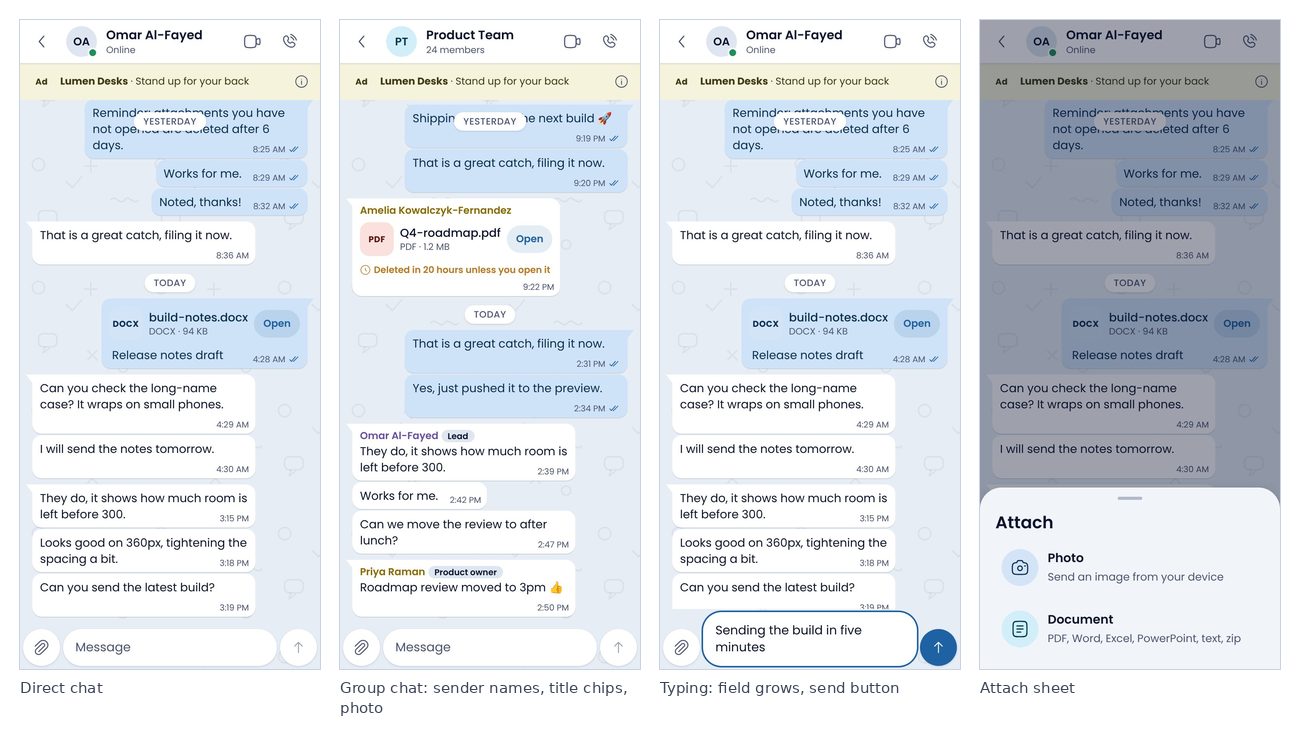 OA
Omar Al-Fayed
Online
Ad Lumen Desks · Stand up for your back
Reminder: attachments you have
not opened are deleted after 6
days.
8:25 AM
YESTERDAY
Works for me. 8:29 AM
Noted, thanks! 8:32 AM
That is a great catch, filing it now.
8:36 AM
TODAY
DOCX
build-notes.docx
DOCX · 94 KB
Open
Release notes draft 4:28 AM
Can you check the long-name
case? It wraps on small phones.
4:29 AM
I will send the notes tomorrow.
4:30 AM
They do, it shows how much room is
left before 300. 3:15 PM
Looks good on 360px, tightening the
spacing a bit. 3:18 PM
Can you send the latest build?
3:19 PM
Message
Direct chat
PT
Product Team
24 members
Ad Lumen Desks · Stand up for your back
YESTERDAY
Shippin next build 🚀
9:19 PM
That is a great catch, filing it now.
9:20 PM
Amelia Kowalczyk-Fernandez
PDF
Q4-roadmap.pdf
PDF · 1.2 MB
Open
Deleted in 20 hours unless you open it
9:22 PM
TODAY
That is a great catch, filing it now.
2:31 PM
Yes, just pushed it to the preview.
2:34 PM
Omar Al-Fayed Lead
They do, it shows how much room is
left before 300. 2:39 PM
Works for me. 2:42 PM
Can we move the review to after
lunch? 2:47 PM
Priya Raman Product owner
Roadmap review moved to 3pm 👍
2:50 PM
Message
Group chat: sender names, title chips,
photo
OA
Omar Al-Fayed
Online
Ad Lumen Desks · Stand up for your back
Reminder: attachments you have
not opened are deleted after 6
days.
8:25 AM
YESTERDAY
Works for me. 8:29 AM
Noted, thanks! 8:32 AM
That is a great catch, filing it now.
8:36 AM
TODAY
DOCX
build-notes.docx
DOCX · 94 KB
Open
Release notes draft 4:28 AM
Can you check the long-name
case? It wraps on small phones.
4:29 AM
I will send the notes tomorrow.
4:30 AM
They do, it shows how much room is
left before 300. 3:15 PM
Looks good on 360px, tightening the
spacing a bit. 3:18 PM
Can you send the latest build?
3:19 PM
Sending the build in five
minutes
Typing: field grows, send button
OA
Omar Al-Fayed
Online
Ad Lumen Desks · Stand up for your back
Reminder: attachments you have
not opened are deleted after 6
days.
8:25 AM
YESTERDAY
Works for me. 8:29 AM
Noted, thanks! 8:32 AM
That is a great catch, filing it now.
8:36 AM
TODAY
DOCX
build-notes.docx
DOCX · 94 KB
Open
Release notes draft 4:28 AM
Can you check the long-name
case? It wraps on small phones.
4:29 AM
I will send the notes tomorrow.
4:30 AM
Attach
Photo
Send an image from your device
Document
PDF, Word, Excel, PowerPoint, text, zip
Attach sheet